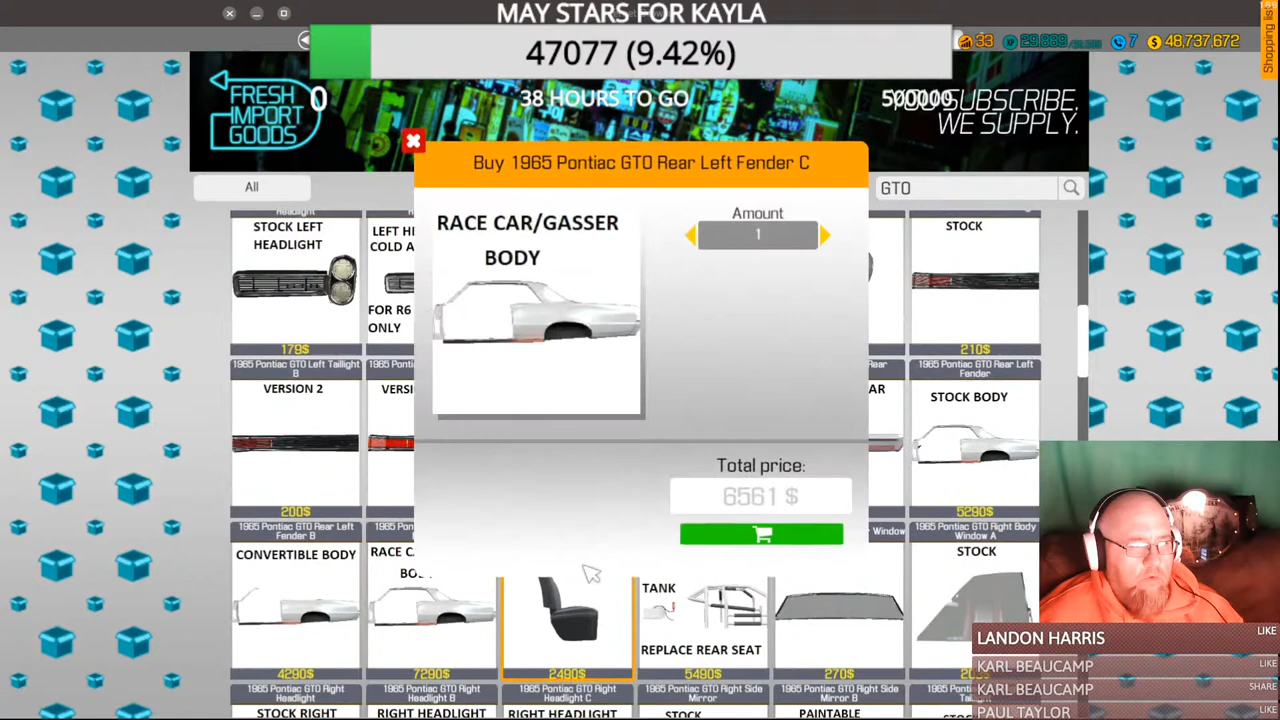 MAY STARS FOR KAYLA
47077 (9.42%)
0
38 HOURS TO GO
500000
33
7
48,737,672
Shopping list
FRESH
IMPORT
GOODS
SUBSCRIBE.
WE SUPPLY.
All
GTO
Buy 1965 Pontiac GTO Rear Left Fender C
RACE CAR/GASSER
BODY
Amount
1
Total price:
6561 $
Headlight
STOCK LEFT
HEADLIGHT
179$
COLD A
FOR R6
ONLY
STOCK
210$
1965 Pontiac GTO Left Taillight
B
VERSION 2
200$
1965 Pontiac GTO Rear Left
Fender
STOCK BODY
5290$
1965 Pontiac GTO Rear Left
Fender B
CONVERTIBLE BODY
4290$
7290$
2490$
TANK
REPLACE REAR SEAT
5490$
Window
270$
1965 Pontiac GTO Right Body
Window A
STOCK
1965 Pontiac GTO Right
Headlight
STOCK RIGHT
1965 Pontiac GTO Right
Headlight B
RIGHT HEADLIGHT
1965 Pontiac GTO Right
Headlight C
RIGHT HEADLIGHT
1965 Pontiac GTO Right Side
Mirror
STOCK
1965 Pontiac GTO Right Side
Mirror B
PAINTABLE
LANDON HARRIS
LIKE
KARL BEAUCAMP
LIKE
KARL BEAUCAMP
SHARE
PAUL TAYLOR
LIKE